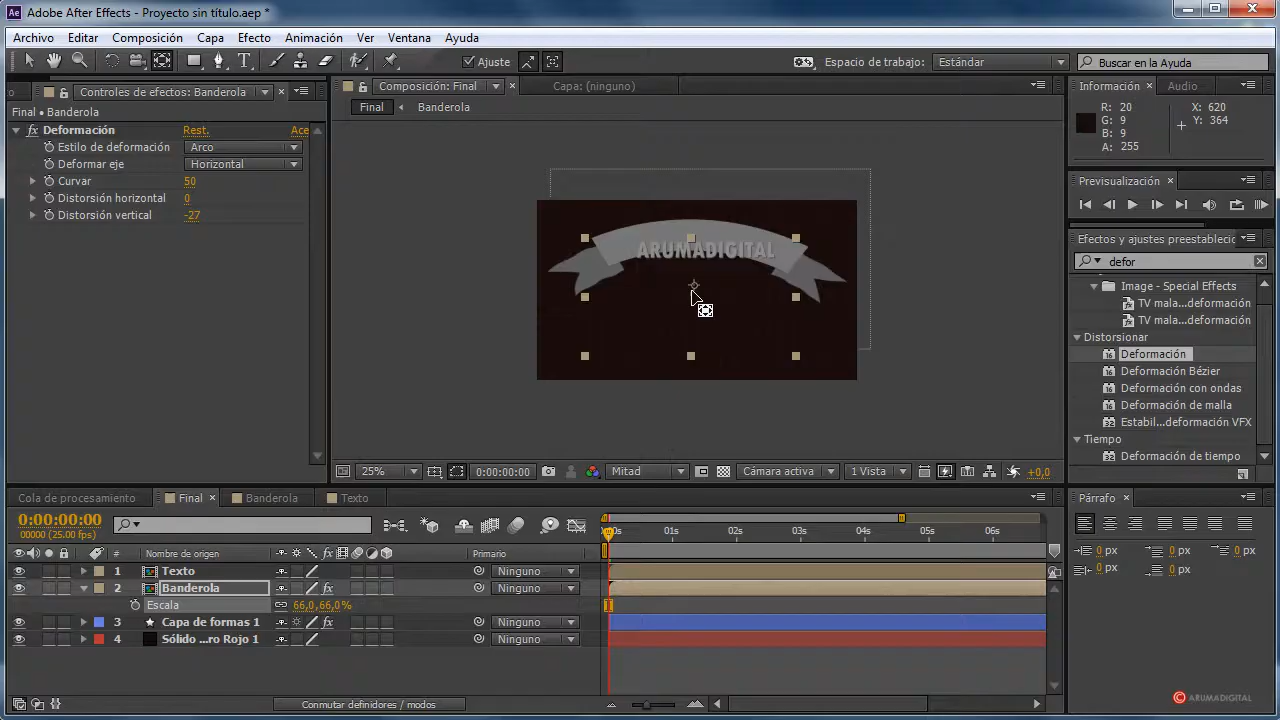 Adobe After Effects - Proyecto sin título.aep *
Archivo Editar Composición Capa Efecto Animación Ver Ventana Ayuda
Ajuste
Espacio de trabajo: Estándar
Buscar en la Ayuda
Controles de efectos: Banderola
Final • Banderola
fx Deformación Rest. Ace
Estilo de deformación Arco
Deformar eje Horizontal
Curvar 50
Distorsión horizontal 0
Distorsión vertical -27
Composición: Final
Capa: (ninguno)
Final Banderola
ARUMADIGITAL
25% 0:00:00:00 Mitad Cámara activa 1 Vista +0,0
Información Audio
R: 20 X: 620
G: 9 Y: 364
B: 9
A: 255
Previsualización
Efectos y ajustes preestableci
defor
Image - Special Effects
TV mala...deformación
TV mala...deformación
Distorsionar
Deformación
Deformación Bézier
Deformación con ondas
Deformación de malla
Estabil...deformación VFX
Tiempo
Deformación de tiempo
Cola de procesamiento Final Banderola Texto
0:00:00:00
00000 (25.00 fps)
# Nombre de origen fx Primario
1 Texto Ninguno
2 Banderola fx Ninguno
Escala 66,0,66,0%
3 Capa de formas 1 fx Ninguno
4 Sólido ...ro Rojo 1 Ninguno
01s 02s 03s 04s 05s 06s
Conmutar definidores / modos
Párrafo
0 px 0 px 0 px
0 px 0 px
© ARUMADIGITAL